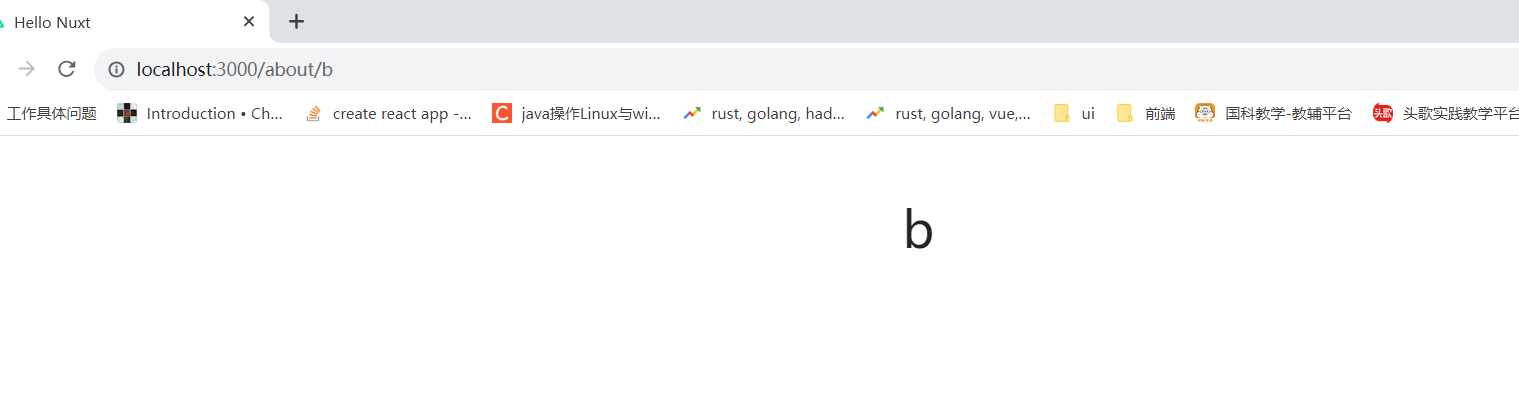 Hello Nuxt
localhost:3000/about/b
工作具体问题 Introduction • Ch... create react app -... C java操作Linux与wi... rust, golang, had... rust, golang, vue,... ui 前端 国科教学-教辅平台 头歌 头歌实践教学平台
b